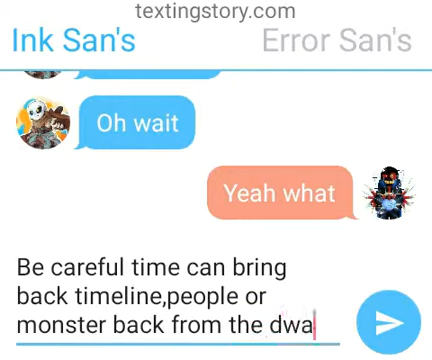 textingstory.com
Ink San's
Error San's
Oh wait
Yeah what
Be careful time can bring
back timeline,people or
monster back from the dwa